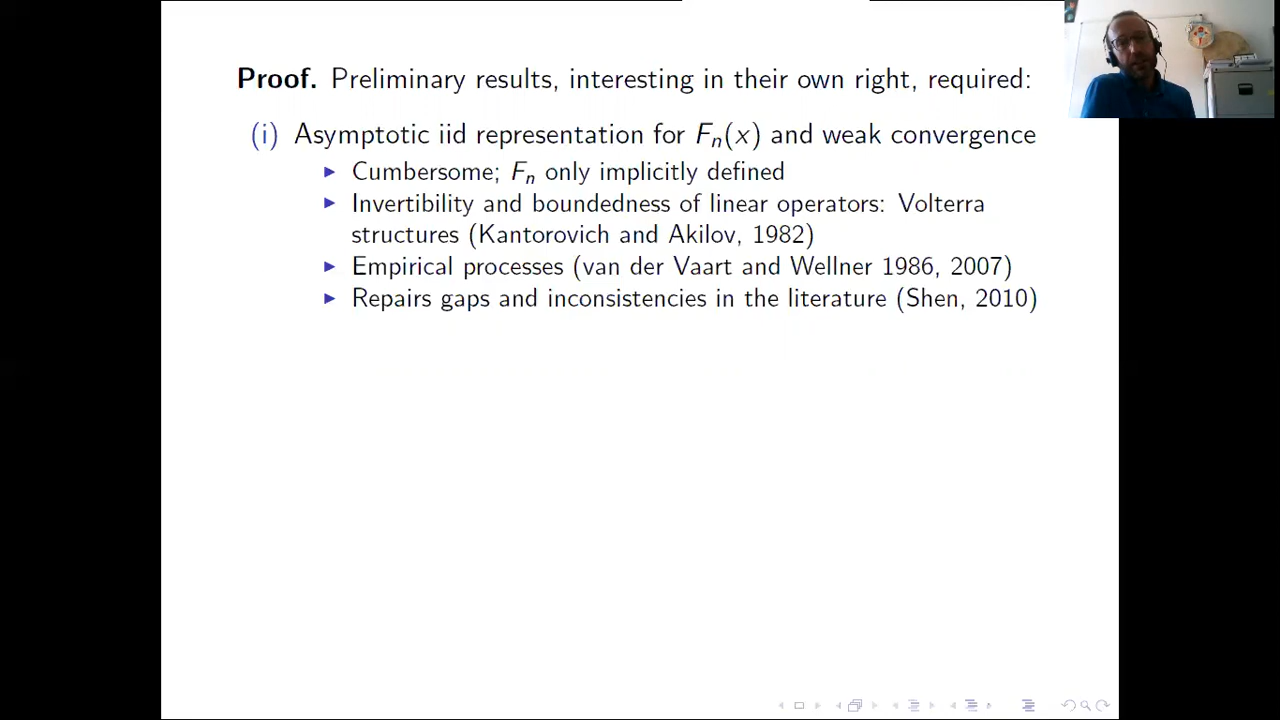 Proof. Preliminary results, interesting in their own right, required:
(i) Asymptotic iid representation for Fn(x) and weak convergence
▶ Cumbersome; Fn only implicitly defined
▶ Invertibility and boundedness of linear operators: Volterra
structures (Kantorovich and Akilov, 1982)
▶ Empirical processes (van der Vaart and Wellner 1986, 2007)
▶ Repairs gaps and inconsistencies in the literature (Shen, 2010)